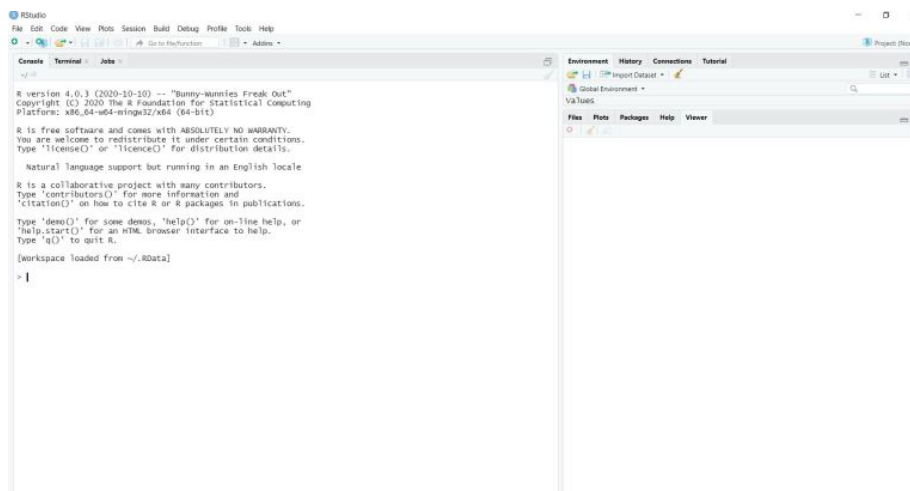 RStudio
File Edit Code View Plots Session Build Debug Profile Tools Help
Go to file/function Addins
Project: (Non
Console Terminal Jobs
~/
R version 4.0.3 (2020-10-10) -- "Bunny-Wunnies Freak Out"
Copyright (C) 2020 The R Foundation for Statistical Computing
Platform: x86_64-w64-mingw32/x64 (64-bit)
R is free software and comes with ABSOLUTELY NO WARRANTY.
You are welcome to redistribute it under certain conditions.
Type 'license()' or 'licence()' for distribution details.
Natural language support but running in an English locale
R is a collaborative project with many contributors.
Type 'contributors()' for more information and
'citation()' on how to cite R or R packages in publications.
Type 'demo()' for some demos, 'help()' for on-line help, or
'help.start()' for an HTML browser interface to help.
Type 'q()' to quit R.
[Workspace loaded from ~/.RData]
>
Environment History Connections Tutorial
Import Dataset List
Global Environment
Values
Files Plots Packages Help Viewer